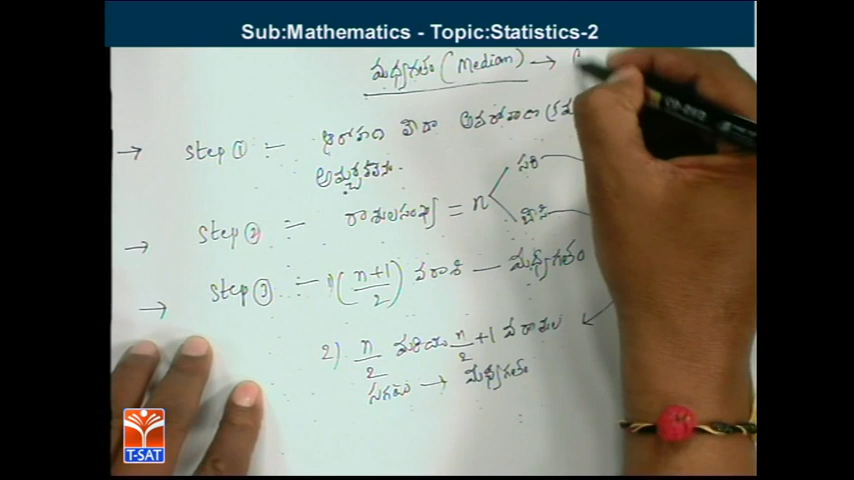 Sub:Mathematics - Topic:Statistics-2
మధ్యగతం (Median) → (
→ step ① :- ఆరోహణ లేదా అవరోహణ క్రమ
అమర్చవలెను.
→ step ② :- రాశులసంఖ్య = n
సరి
బేసి
→ step ③ :- 1) (n+1/2) వ రాశి - మధ్యగతం
2) n/2 మరియు n/2 +1 వ రాశుల
సగటు → మధ్యగతం
T-SAT